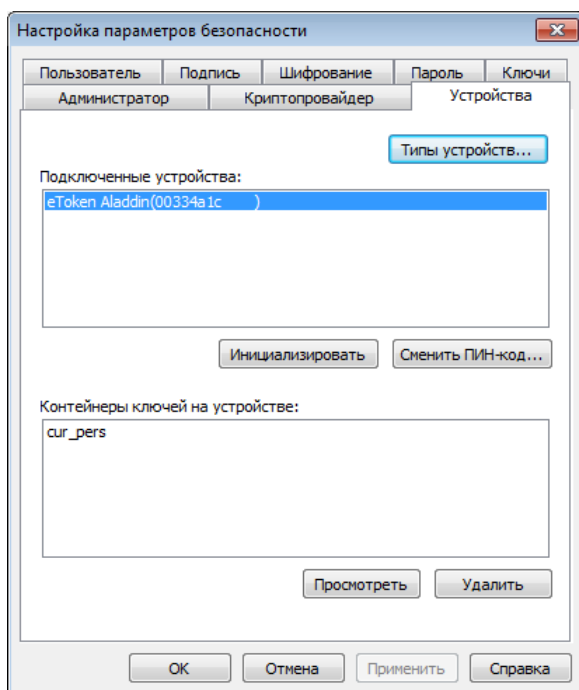 Настройка параметров безопасности
Пользователь Подпись Шифрование Пароль Ключи
Администратор Криптопровайдер Устройства
Типы устройств...
Подключенные устройства:
eToken Aladdin(00334a1c )
Инициализировать Сменить ПИН-код...
Контейнеры ключей на устройстве:
cur_pers
Просмотреть Удалить
ОК Отмена Применить Справка